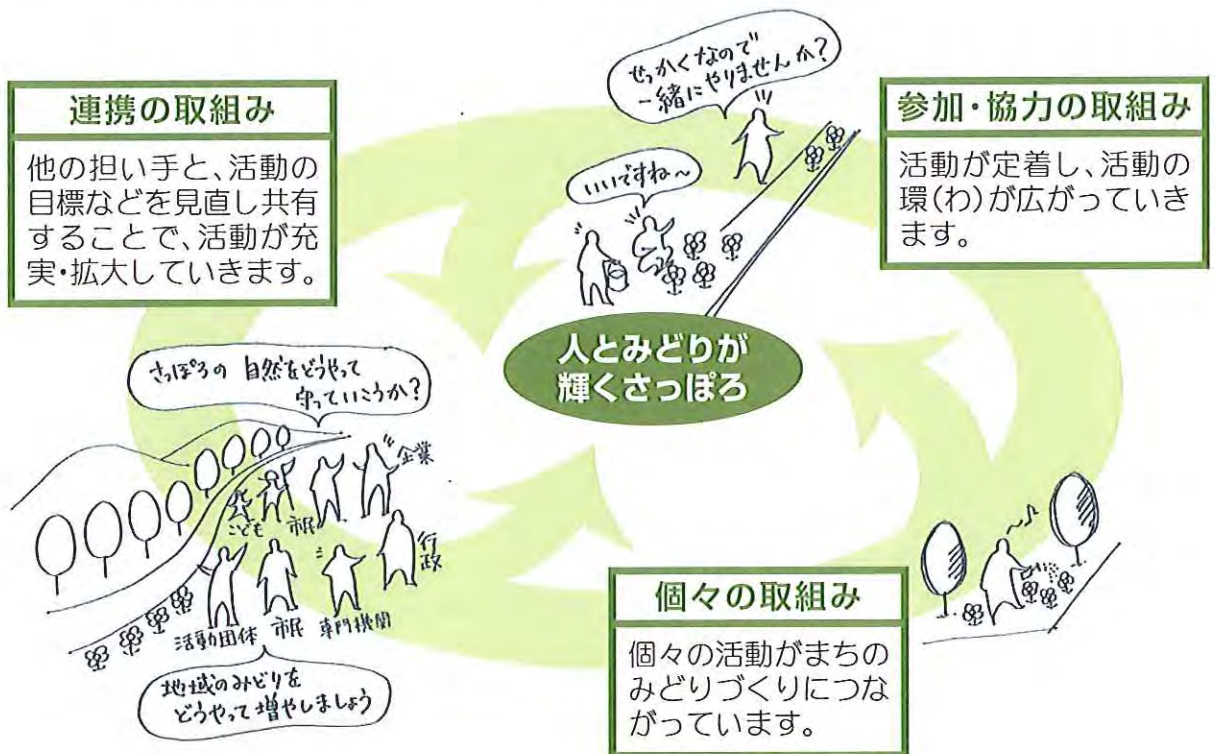 せっかくなので
一緒にやりませんか?
いいですね～
連携の取組み
他の担い手と、活動の
目標などを見直し共有
することで、活動が充
実・拡大していきます。
参加・協力の取組み
活動が定着し、活動の
環(わ)が広がっていき
ます。
人とみどりが
輝くさっぽろ
さっぽろの 自然をどうやって
守っていこうか?
企業
こども
市民
行政
活動団体
市民
専門機関
地域のみどりを
どうやって増やしましょう
個々の取組み
個々の活動がまちの
みどりづくりにつな
がっています。